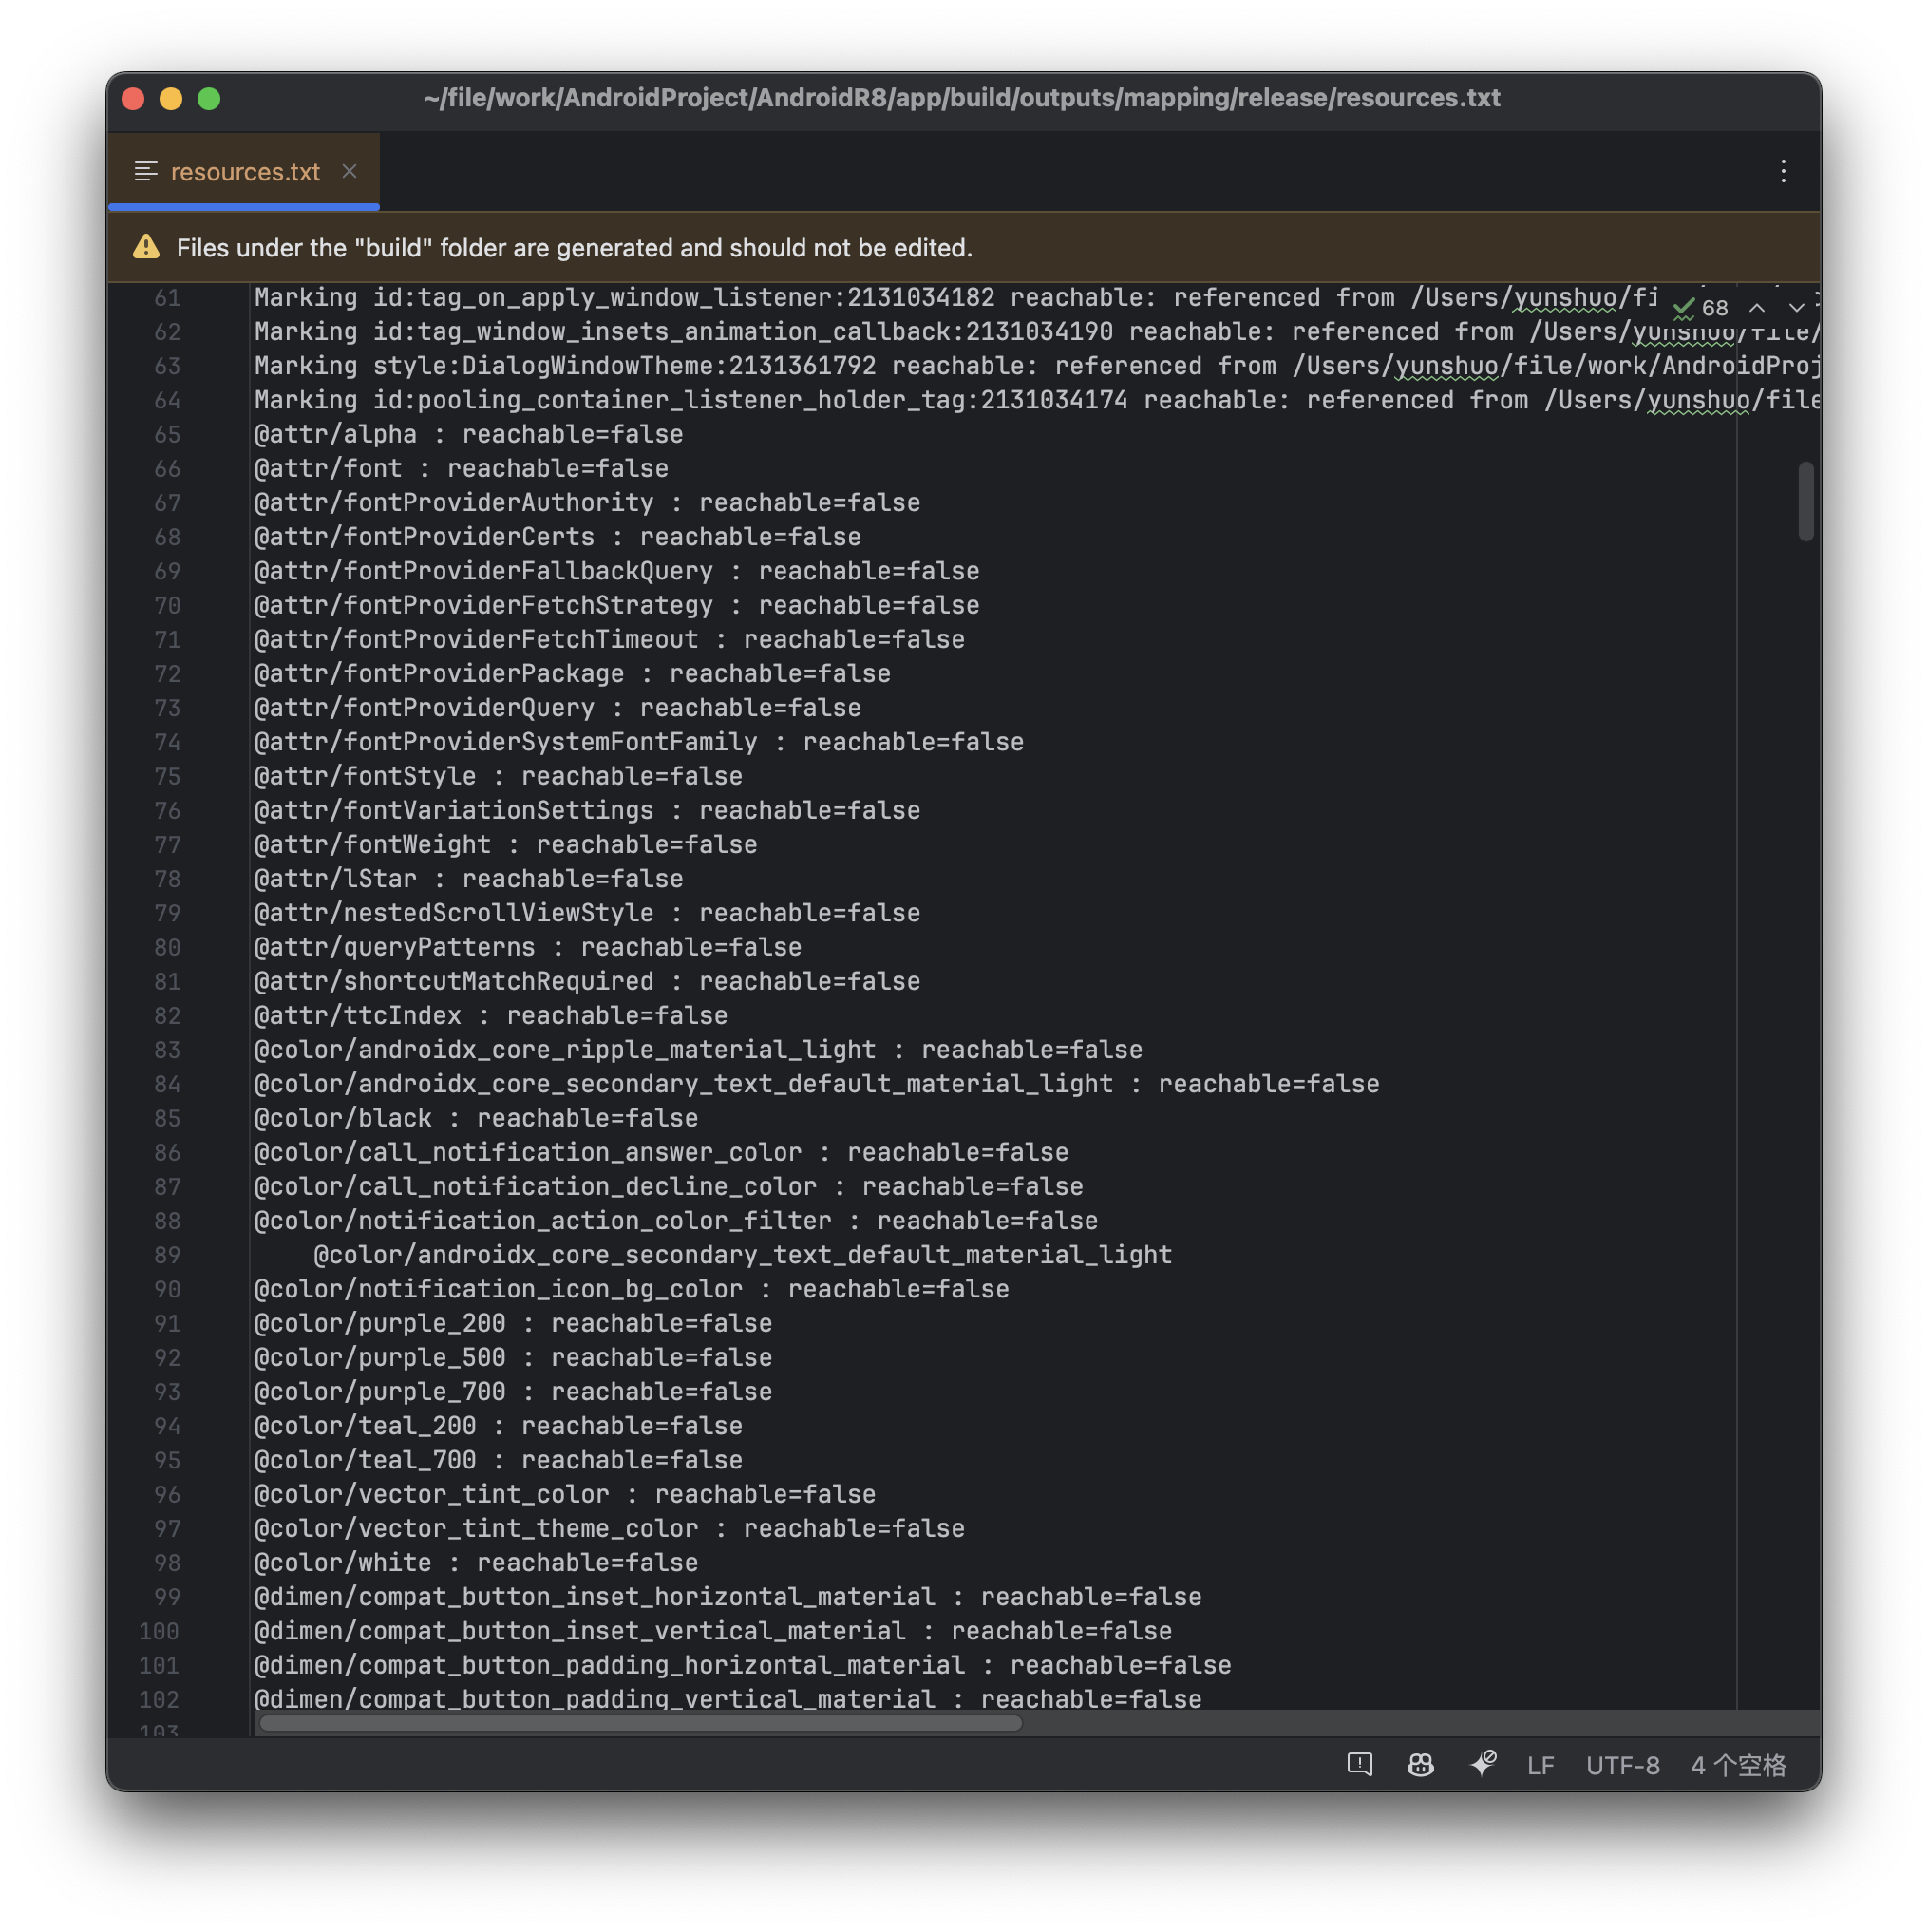 ~/file/work/AndroidProject/AndroidR8/app/build/outputs/mapping/release/resources.txt
resources.txt
Files under the "build" folder are generated and should not be edited.
68
61 Marking id:tag_on_apply_window_listener:2131034182 reachable: referenced from /Users/yunshuo/fi
62 Marking id:tag_window_insets_animation_callback:2131034190 reachable: referenced from /Users/yunshuo/file/
63 Marking style:DialogWindowTheme:2131361792 reachable: referenced from /Users/yunshuo/file/work/AndroidProj
64 Marking id:pooling_container_listener_holder_tag:2131034174 reachable: referenced from /Users/yunshuo/file
65 @attr/alpha : reachable=false
66 @attr/font : reachable=false
67 @attr/fontProviderAuthority : reachable=false
68 @attr/fontProviderCerts : reachable=false
69 @attr/fontProviderFallbackQuery : reachable=false
70 @attr/fontProviderFetchStrategy : reachable=false
71 @attr/fontProviderFetchTimeout : reachable=false
72 @attr/fontProviderPackage : reachable=false
73 @attr/fontProviderQuery : reachable=false
74 @attr/fontProviderSystemFontFamily : reachable=false
75 @attr/fontStyle : reachable=false
76 @attr/fontVariationSettings : reachable=false
77 @attr/fontWeight : reachable=false
78 @attr/lStar : reachable=false
79 @attr/nestedScrollViewStyle : reachable=false
80 @attr/queryPatterns : reachable=false
81 @attr/shortcutMatchRequired : reachable=false
82 @attr/ttcIndex : reachable=false
83 @color/androidx_core_ripple_material_light : reachable=false
84 @color/androidx_core_secondary_text_default_material_light : reachable=false
85 @color/black : reachable=false
86 @color/call_notification_answer_color : reachable=false
87 @color/call_notification_decline_color : reachable=false
88 @color/notification_action_color_filter : reachable=false
89     @color/androidx_core_secondary_text_default_material_light
90 @color/notification_icon_bg_color : reachable=false
91 @color/purple_200 : reachable=false
92 @color/purple_500 : reachable=false
93 @color/purple_700 : reachable=false
94 @color/teal_200 : reachable=false
95 @color/teal_700 : reachable=false
96 @color/vector_tint_color : reachable=false
97 @color/vector_tint_theme_color : reachable=false
98 @color/white : reachable=false
99 @dimen/compat_button_inset_horizontal_material : reachable=false
100 @dimen/compat_button_inset_vertical_material : reachable=false
101 @dimen/compat_button_padding_horizontal_material : reachable=false
102 @dimen/compat_button_padding_vertical_material : reachable=false
103
LF UTF-8 4 个空格